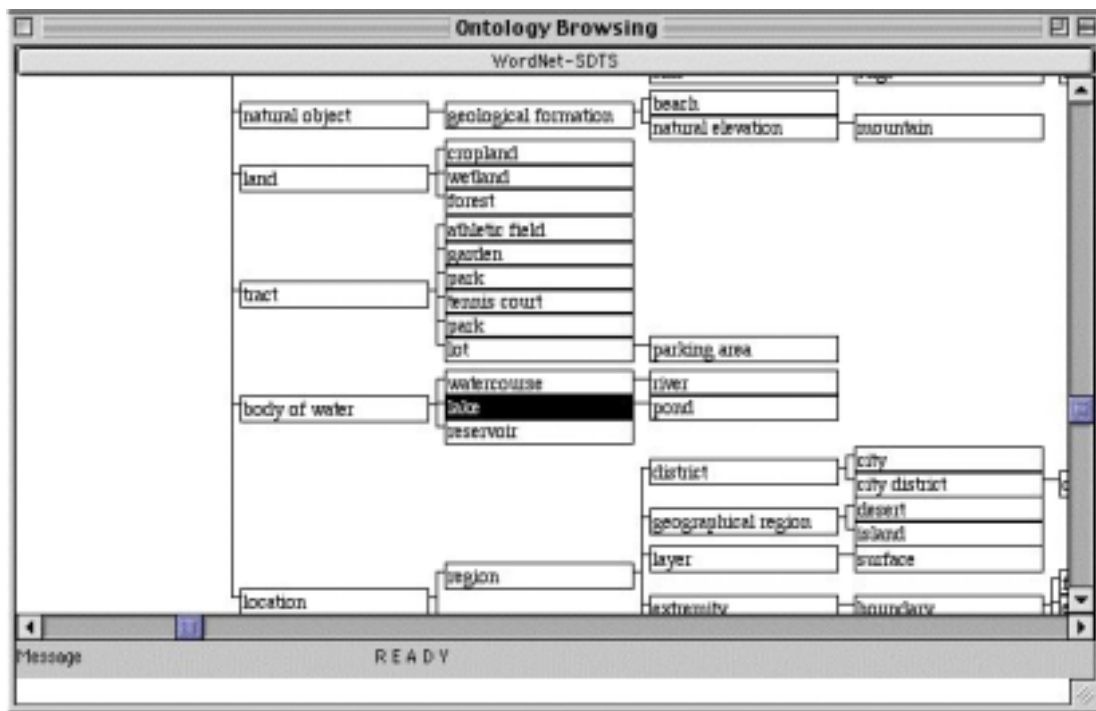 Ontology Browsing
WordNet-SDTS
natural object
geological formation
beach
natural elevation
mountain
land
cropland
wetland
forest
tract
athletic field
garden
park
tennis court
park
lot
parking area
body of water
watercourse
river
lake
pond
reservoir
location
region
district
city
city district
geographical region
desert
island
layer
surface
extremity
boundary
Message
READY